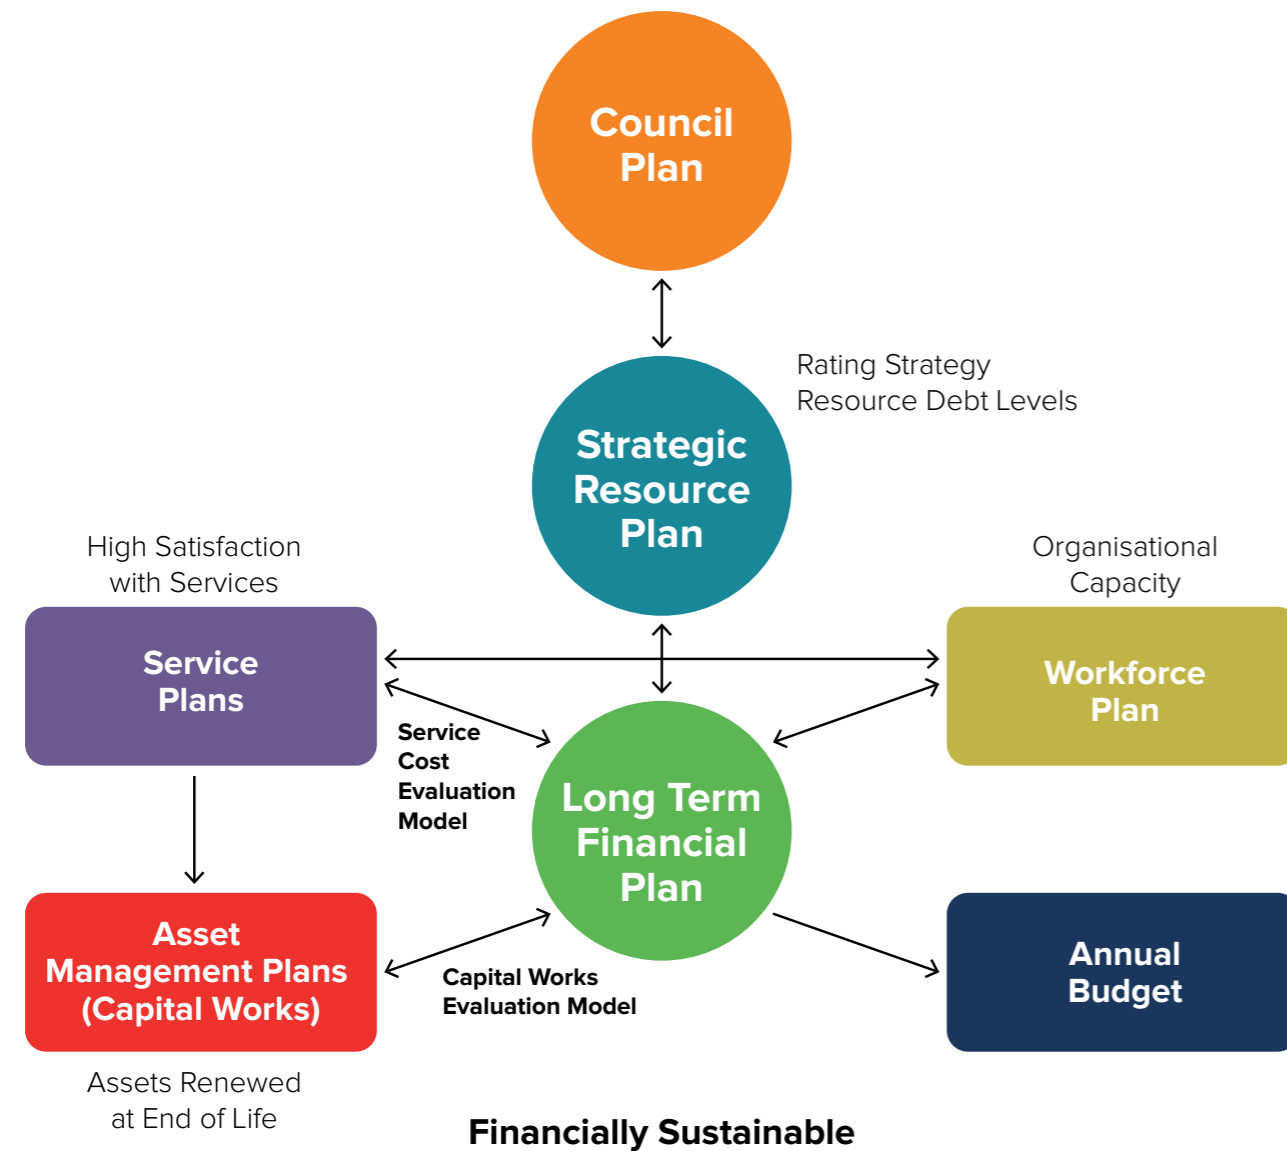 Council
Plan
Rating Strategy
Resource Debt Levels
Strategic
Resource
Plan
High Satisfaction
with Services
Organisational
Capacity
Service
Plans
Workforce
Plan
Service
Cost
Evaluation
Model
Long Term
Financial
Plan
Asset
Management Plans
(Capital Works)
Capital Works
Evaluation Model
Annual
Budget
Assets Renewed
at End of Life
Financially Sustainable